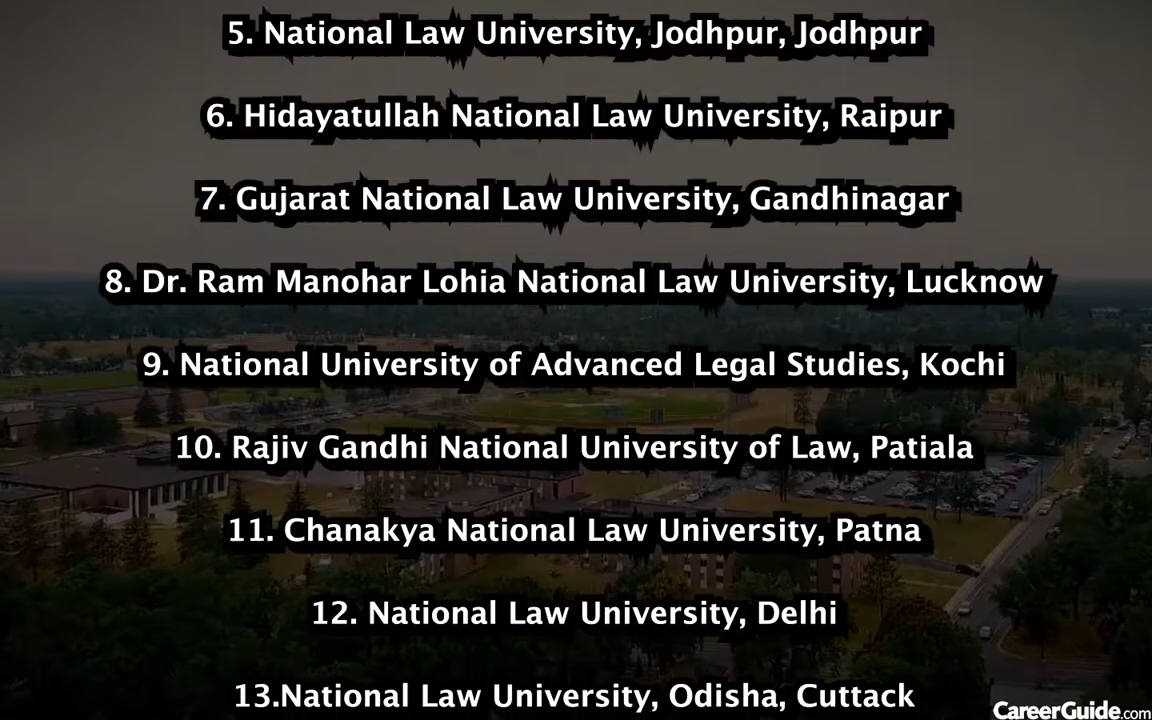 5. National Law University, Jodhpur, Jodhpur
6. Hidayatullah National Law University, Raipur
7. Gujarat National Law University, Gandhinagar
8. Dr. Ram Manohar Lohia National Law University, Lucknow
9. National University of Advanced Legal Studies, Kochi
10. Rajiv Gandhi National University of Law, Patiala
11. Chanakya National Law University, Patna
12. National Law University, Delhi
13.National Law University, Odisha, Cuttack
CareerGuide.com